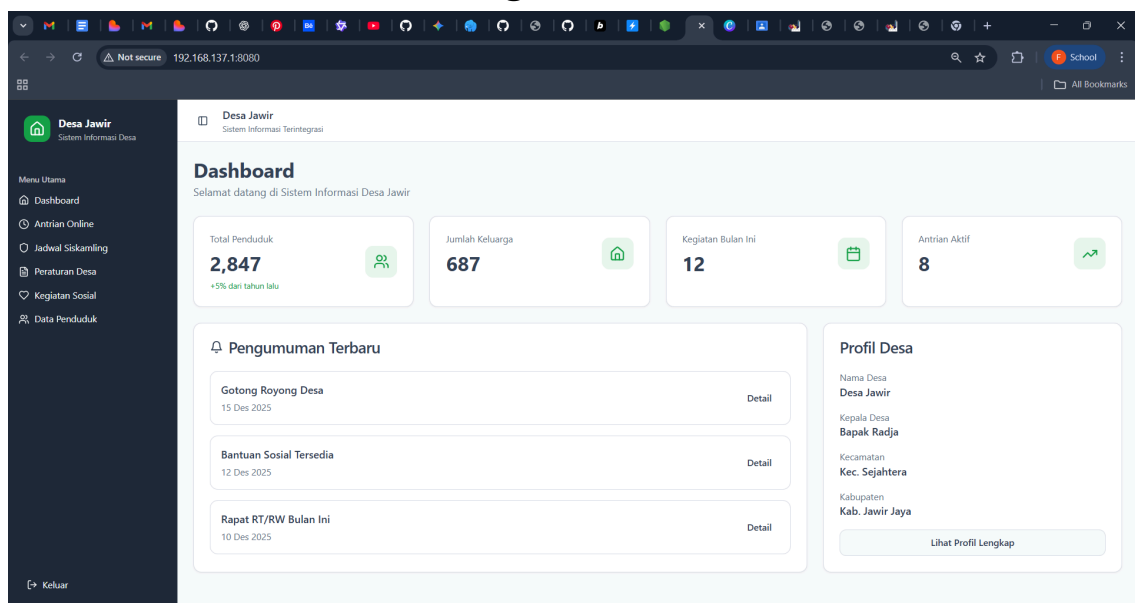 Not secure
192.168.137.1:8080
School
All Bookmarks
Desa Jawir
Sistem Informasi Desa
Menu Utama
Dashboard
Antrian Online
Jadwal Siskamling
Peraturan Desa
Kegiatan Sosial
Data Penduduk
Keluar
Desa Jawir
Sistem Informasi Terintegrasi
Dashboard
Selamat datang di Sistem Informasi Desa Jawir
Total Penduduk
2,847
+5% dari tahun lalu
Jumlah Keluarga
687
Kegiatan Bulan Ini
12
Antrian Aktif
8
Pengumuman Terbaru
Gotong Royong Desa
15 Des 2025
Detail
Bantuan Sosial Tersedia
12 Des 2025
Detail
Rapat RT/RW Bulan Ini
10 Des 2025
Detail
Profil Desa
Nama Desa
Desa Jawir
Kepala Desa
Bapak Radja
Kecamatan
Kec. Sejahtera
Kabupaten
Kab. Jawir Jaya
Lihat Profil Lengkap